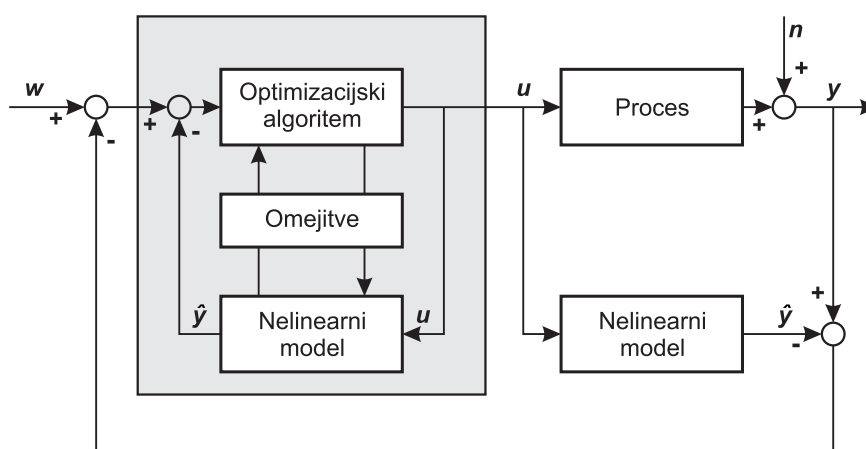 n
+
w
+
-
+
-
Optimizacijski
algoritem
u
Proces
+
y
Omejitve
ŷ
Nelinearni
model
u
Nelinearni
model
ŷ
+
-